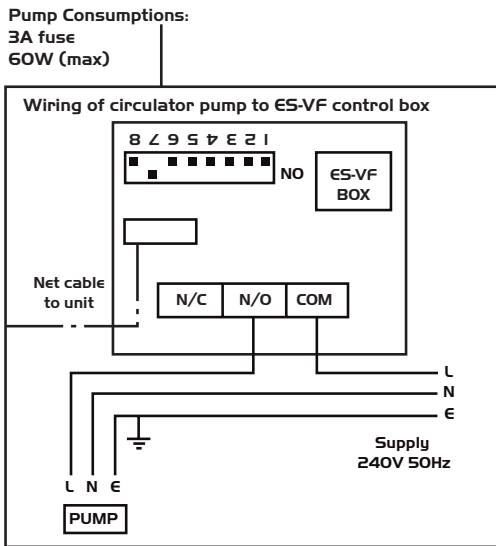 Pump Consumptions:
3A fuse
60W (max)
Wiring of circulator pump to ES-VF control box
8 7 6 5 4 3 2 1
NO
ES-VF
BOX
Net cable
to unit
N/C N/O COM
L
N
E
Supply
240V 50Hz
L N E
PUMP